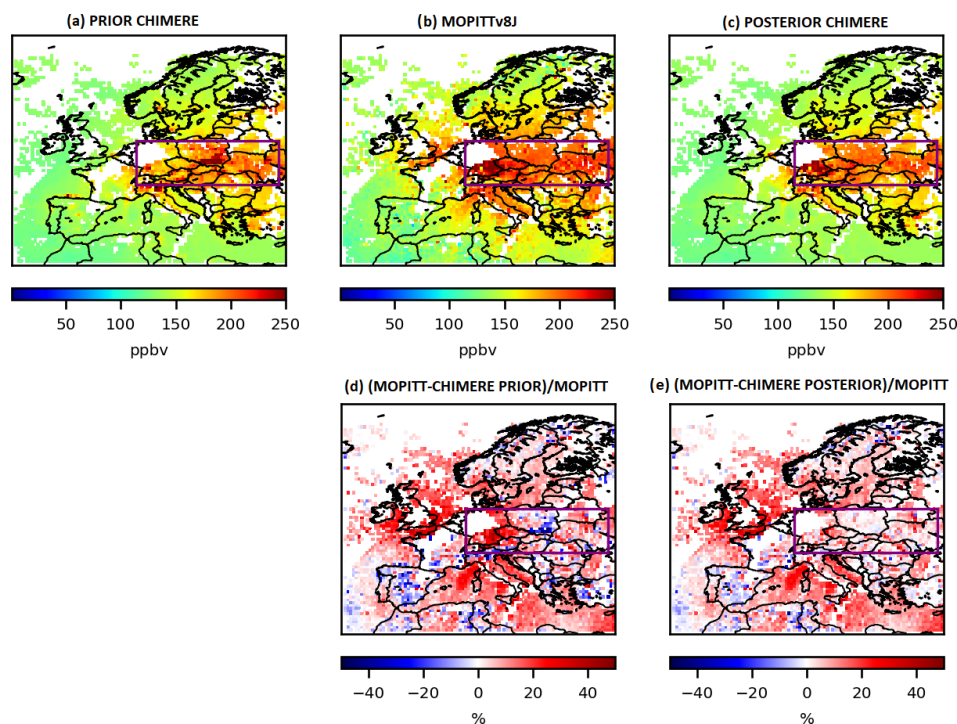 (a) PRIOR CHIMERE
(b) MOPITTv8J
(c) POSTERIOR CHIMERE
50 100 150 200 250
ppbv
50 100 150 200 250
ppbv
50 100 150 200 250
ppbv
(d) (MOPITT-CHIMERE PRIOR)/MOPITT
(e) (MOPITT-CHIMERE POSTERIOR)/MOPITT
−40 −20 0 20 40
%
−40 −20 0 20 40
%